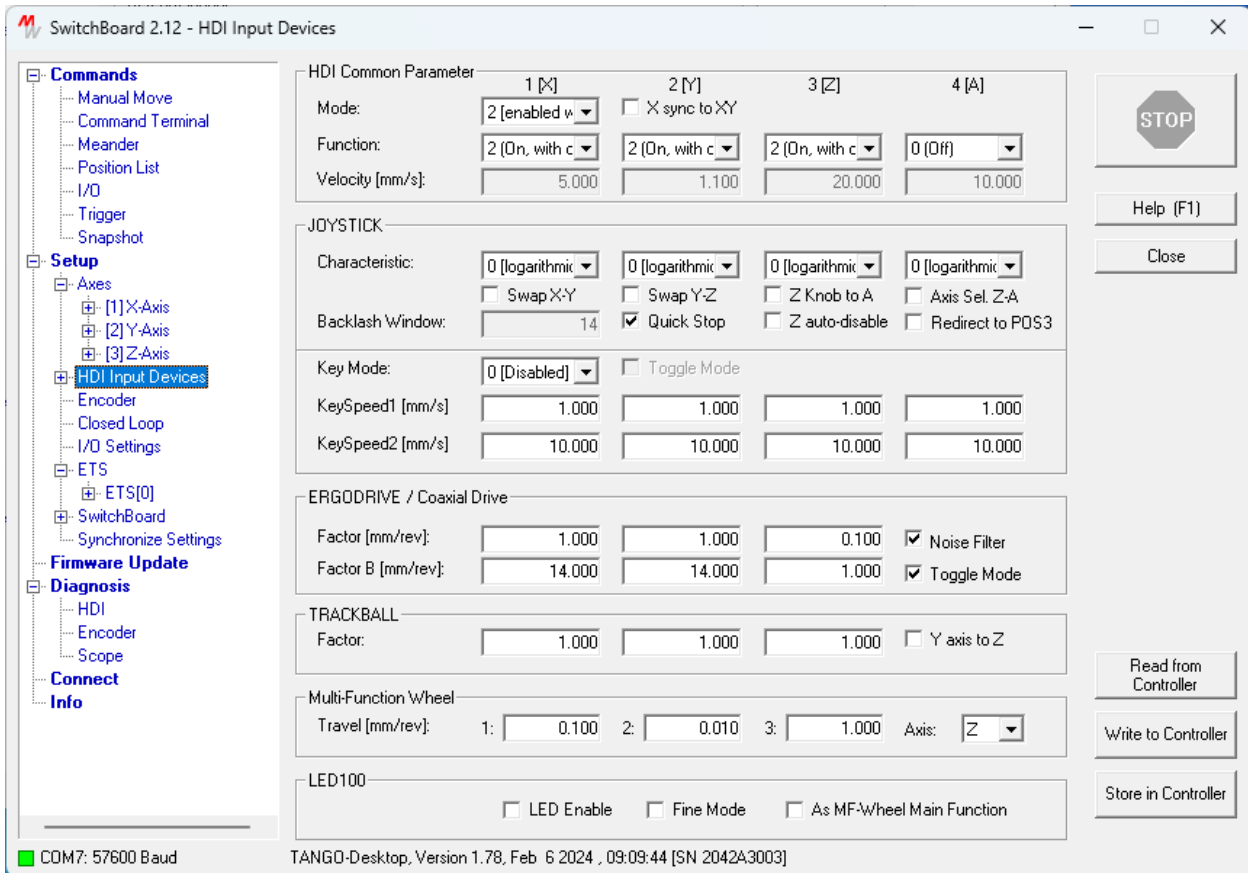 SwitchBoard 2.12 - HDI Input Devices
Commands
Manual Move
Command Terminal
Meander
Position List
I/O
Trigger
Snapshot
Setup
Axes
[1] X-Axis
[2] Y-Axis
[3] Z-Axis
HDI Input Devices
Encoder
Closed Loop
I/O Settings
ETS
ETS[0]
SwitchBoard
Synchronize Settings
Firmware Update
Diagnosis
HDI
Encoder
Scope
Connect
Info
HDI Common Parameter
1 [X] 2 [Y] 3 [Z] 4 [A]
Mode: 2 [enabled w X sync to XY
Function: 2 (On, with c 2 (On, with c 2 (On, with c 0 (Off)
Velocity [mm/s]: 5.000 1.100 20.000 10.000
JOYSTICK
Characteristic: 0 [logarithmic 0 [logarithmic 0 [logarithmic 0 [logarithmic
Swap X-Y Swap Y-Z Z Knob to A Axis Sel. Z-A
Backlash Window: 14 Quick Stop Z auto-disable Redirect to POS3
Key Mode: 0 [Disabled] Toggle Mode
KeySpeed1 [mm/s] 1.000 1.000 1.000 1.000
KeySpeed2 [mm/s] 10.000 10.000 10.000 10.000
ERGODRIVE / Coaxial Drive
Factor [mm/rev]: 1.000 1.000 0.100 Noise Filter
Factor B [mm/rev]: 14.000 14.000 1.000 Toggle Mode
TRACKBALL
Factor: 1.000 1.000 1.000 Y axis to Z
Multi-Function Wheel
Travel [mm/rev]: 1: 0.100 2: 0.010 3: 1.000 Axis: Z
LED100
LED Enable Fine Mode As MF-Wheel Main Function
STOP
Help (F1)
Close
Read from
Controller
Write to Controller
Store in Controller
COM7: 57600 Baud TANGO-Desktop, Version 1.78, Feb 6 2024 , 09:09:44 [SN 2042A3003]